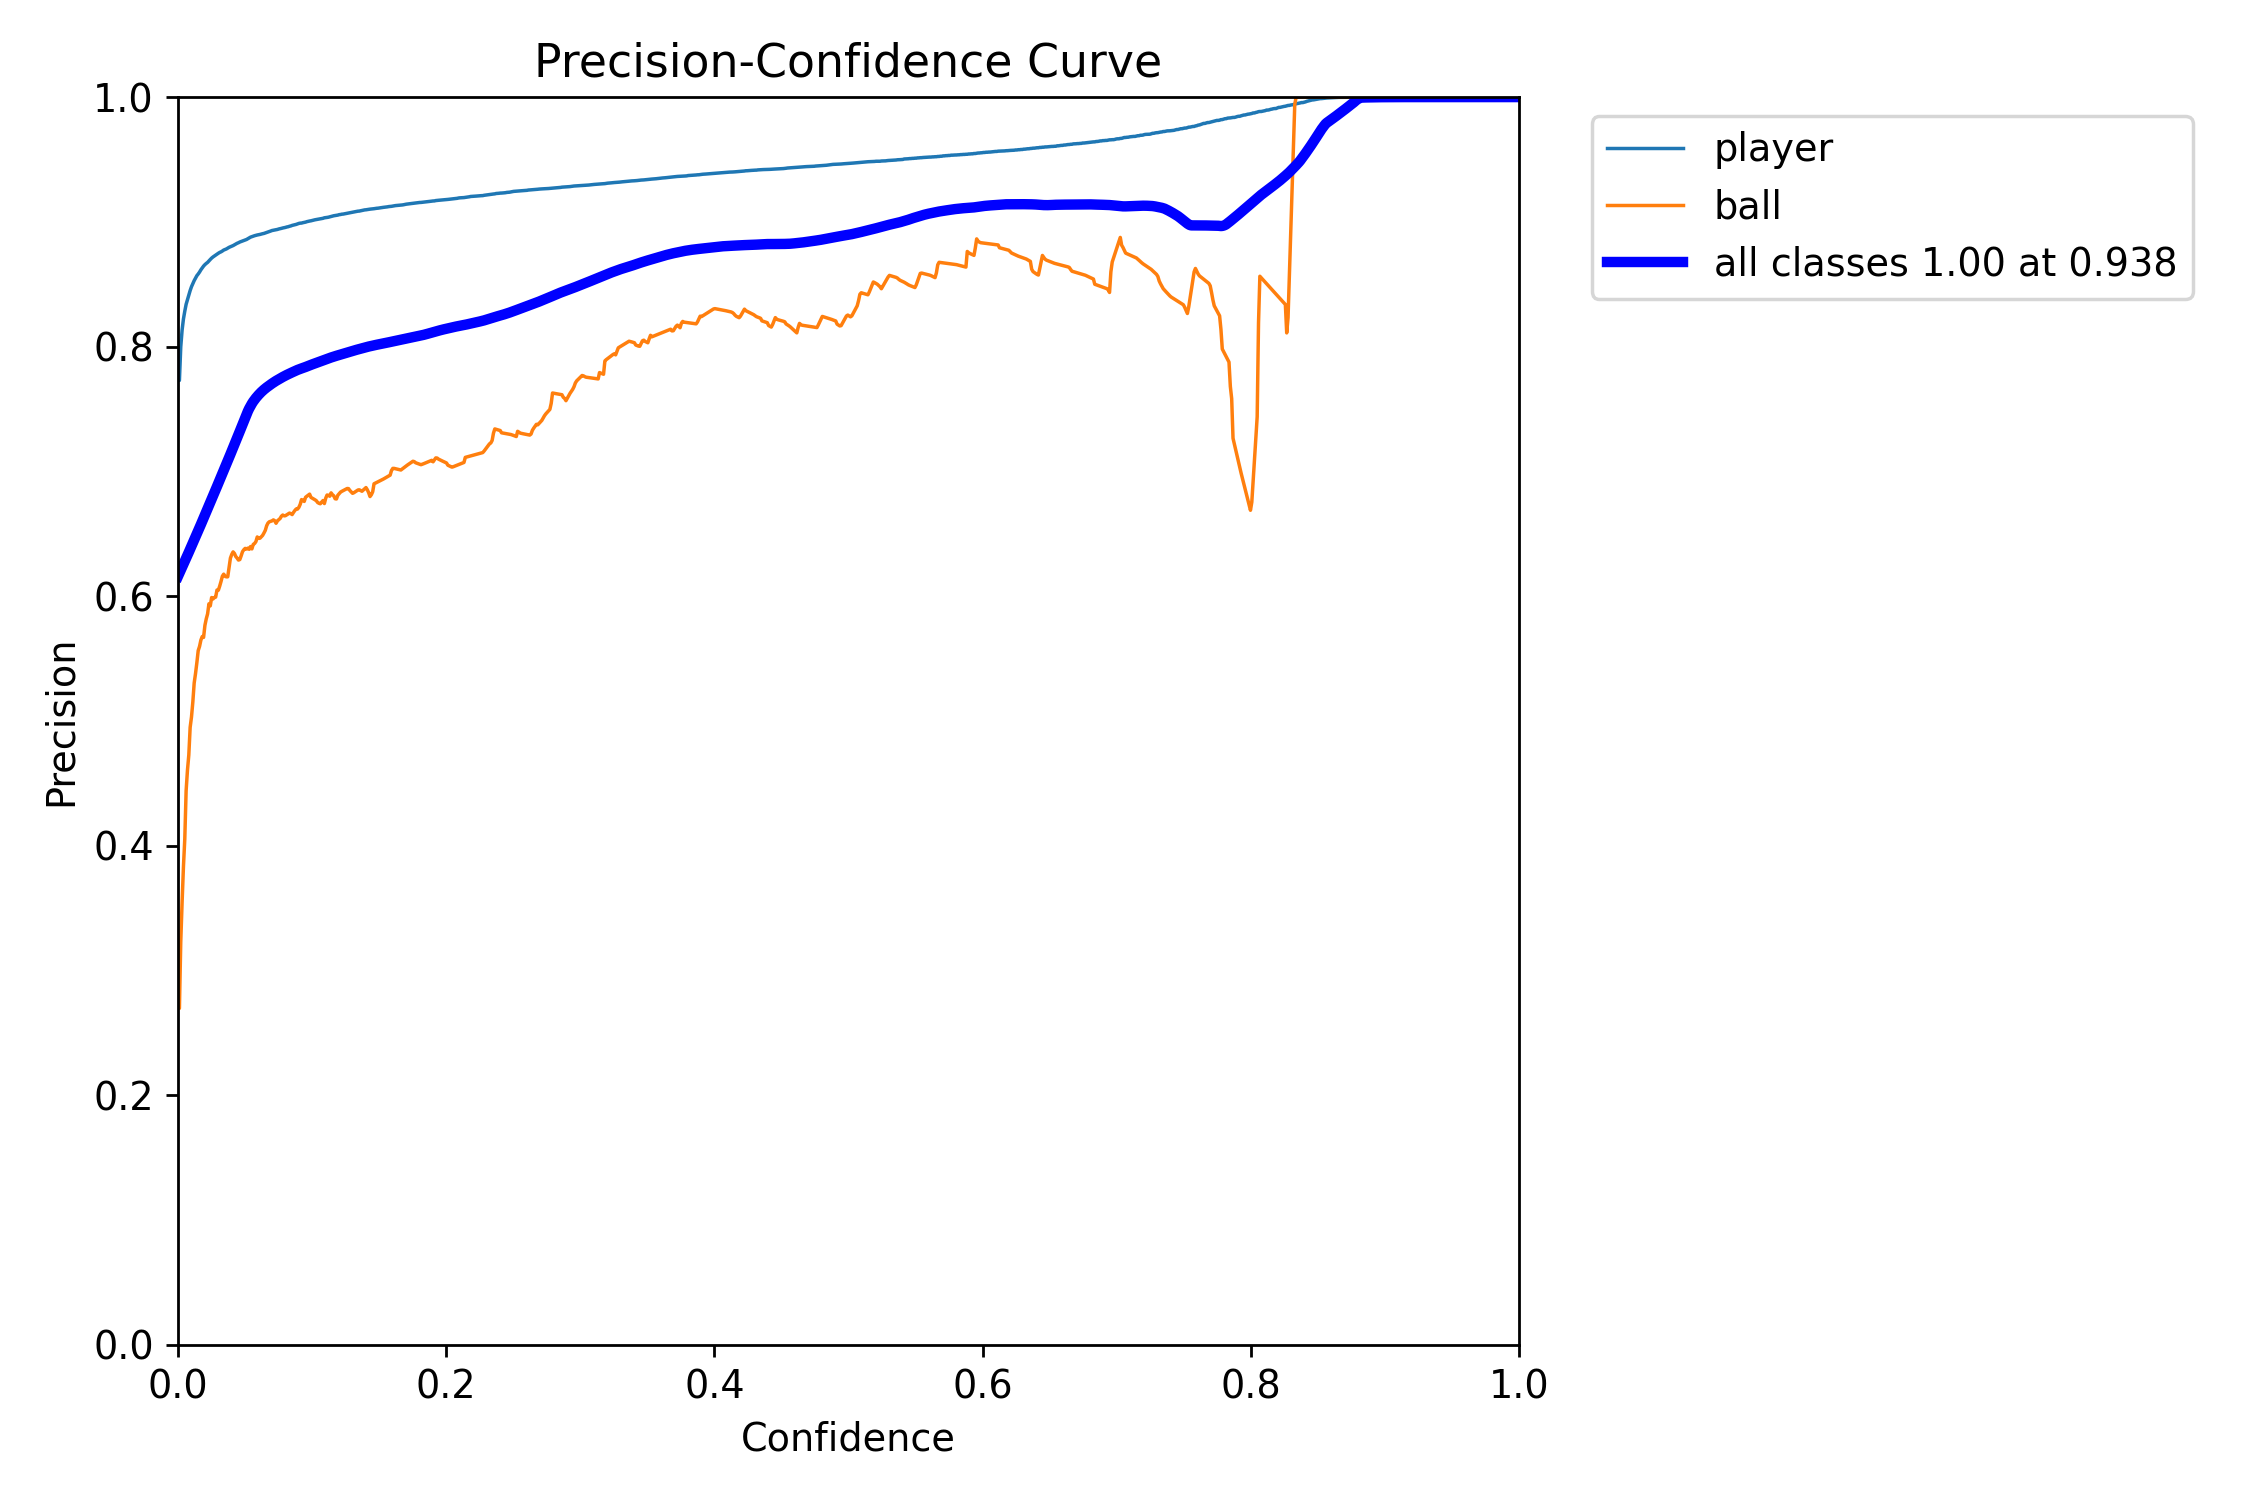 Precision-Confidence Curve
1.0
0.8
0.6
0.4
0.2
0.0
Precision
0.0 0.2 0.4 0.6 0.8 1.0
Confidence
player
ball
all classes 1.00 at 0.938